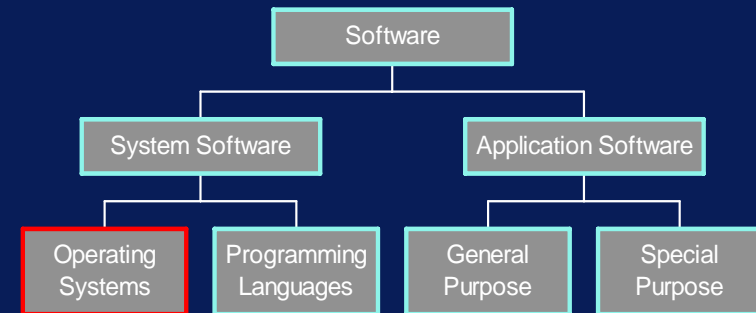 Software
System Software
Application Software
Operating
Systems
Programming
Languages
General
Purpose
Special
Purpose